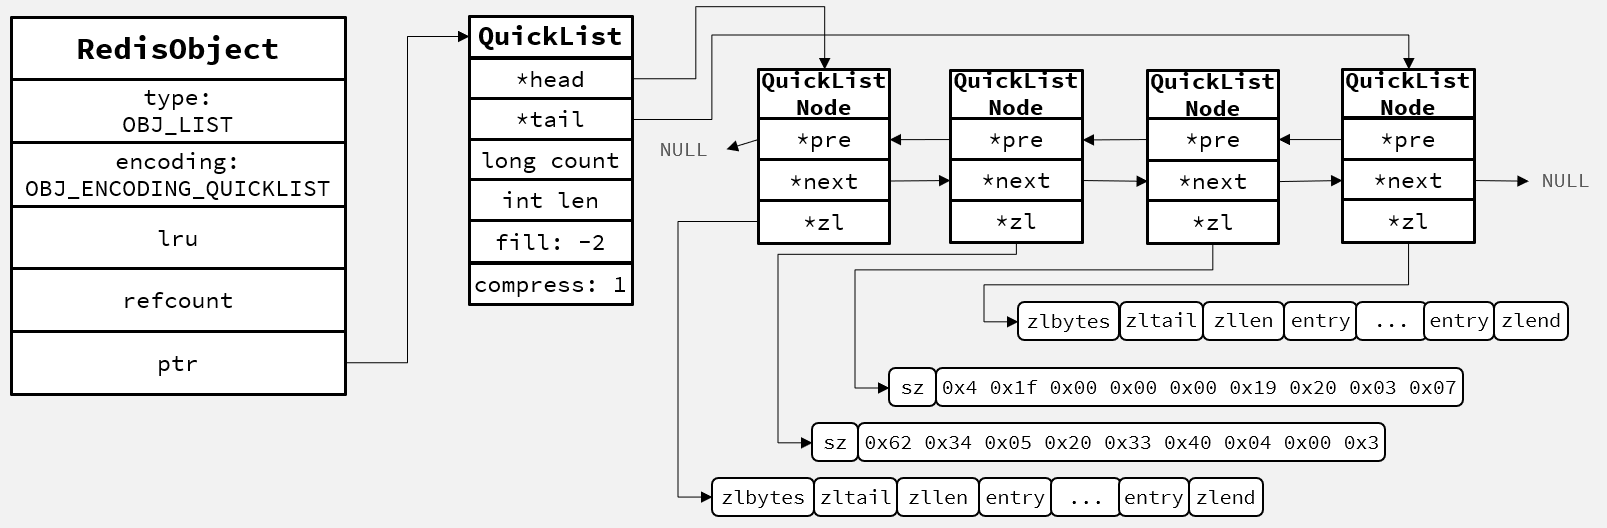 RedisObject
type:
OBJ_LIST
encoding:
OBJ_ENCODING_QUICKLIST
lru
refcount
ptr
QuickList
*head
*tail
long count
int len
fill: -2
compress: 1
NULL
QuickList
Node
*pre
*next
*zl
QuickList
Node
*pre
*next
*zl
QuickList
Node
*pre
*next
*zl
QuickList
Node
*pre
*next
*zl
NULL
zlbytes zltail zllen entry ... entry zlend
sz 0x4 0x1f 0x00 0x00 0x00 0x19 0x20 0x03 0x07
sz 0x62 0x34 0x05 0x20 0x33 0x40 0x04 0x00 0x3
zlbytes zltail zllen entry ... entry zlend